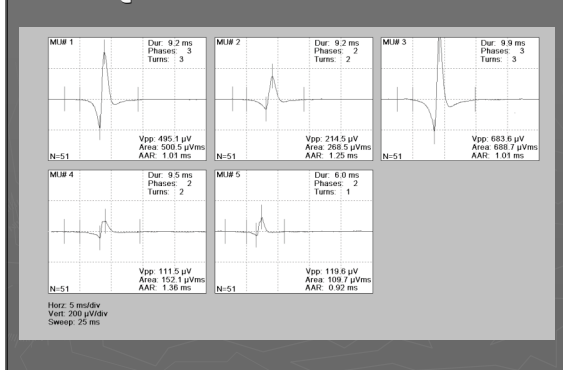 MU# 1
Dur: 9.2 ms
Phases: 3
Turns: 3
Vpp: 495.1 µV
Area: 500.5 µVms
N=51 AAR: 1.01 ms
MU# 2
Dur: 9.2 ms
Phases: 2
Turns: 2
Vpp: 214.5 µV
Area: 268.5 µVms
N=51 AAR: 1.25 ms
MU# 3
Dur: 9.9 ms
Phases: 3
Turns: 3
Vpp: 683.6 µV
Area: 688.7 µVms
N=51 AAR: 1.01 ms
MU# 4
Dur: 9.5 ms
Phases: 2
Turns: 2
Vpp: 111.5 µV
Area: 152.1 µVms
N=51 AAR: 1.36 ms
MU# 5
Dur: 6.0 ms
Phases: 2
Turns: 1
Vpp: 119.6 µV
Area: 109.7 µVms
N=51 AAR: 0.92 ms
Horz: 5 ms/div
Vert: 200 µV/div
Sweep: 25 ms